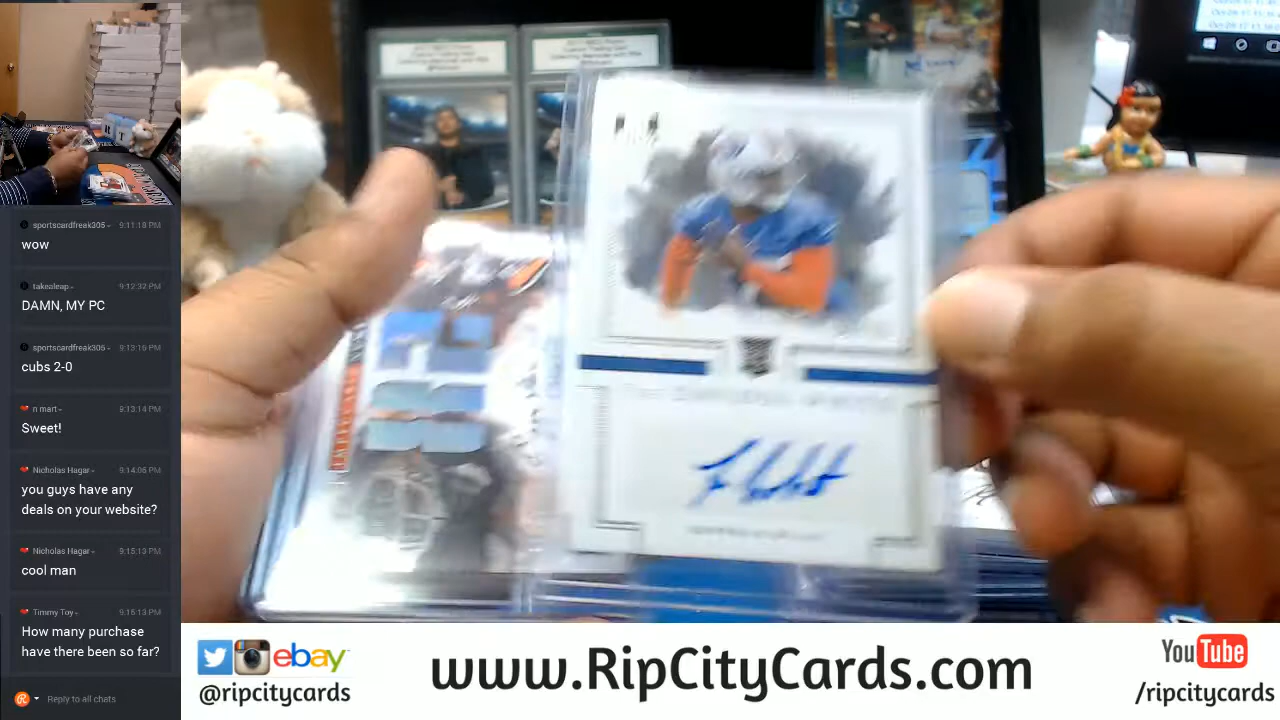 sportscardfreak305- 9:11:18 PM
wow
takealeap- 9:12:32 PM
DAMN, MY PC
sportscardfreak305- 9:13:16 PM
cubs 2-0
n mart- 9:13:14 PM
Sweet!
Nicholas Hagar- 9:14:06 PM
you guys have any
deals on your website?
Nicholas Hagar- 9:15:13 PM
cool man
Timmy Toy- 9:16:13 PM
How many purchase
have there been so far?
Reply to all chats
ebay
@ripcitycards
www.RipCityCards.com
YouTube
/ripcitycards